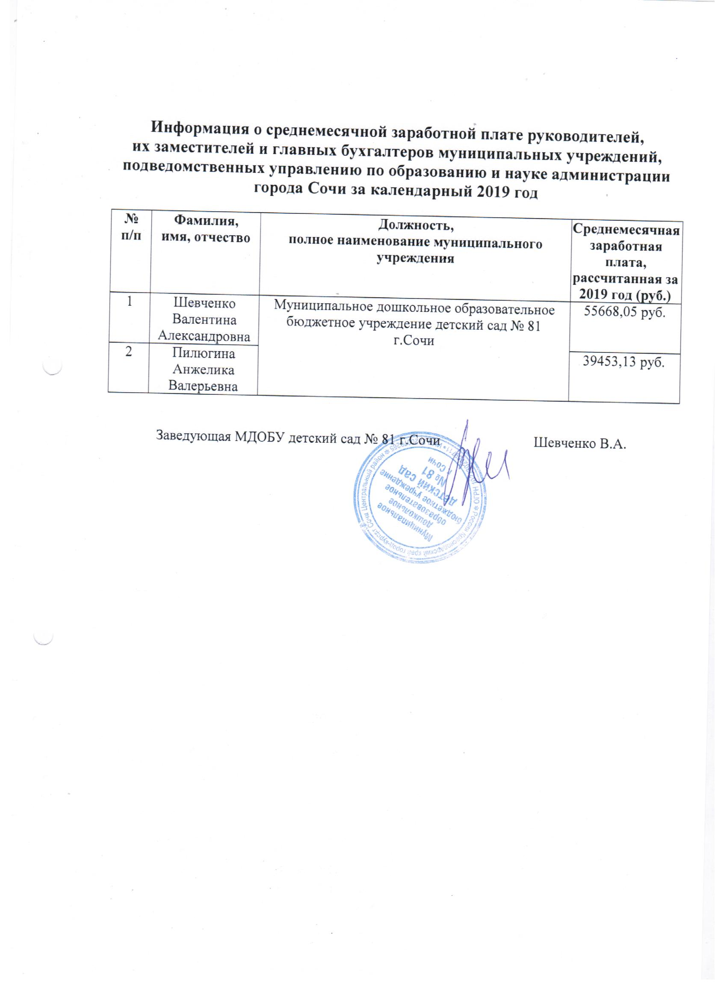 Информация о среднемесячной заработной плате руководителей,
их заместителей и главных бухгалтеров муниципальных учреждений,
подведомственных управлению по образованию и науке администрации
города Сочи за календарный 2019 год
№
п/п
Фамилия,
имя, отчество
Должность,
полное наименование муниципального
учреждения
Среднемесячная
заработная
плата,
рассчитанная за
2019 год (руб.)
1
Шевченко
Валентина
Александровна
Муниципальное дошкольное образовательное
бюджетное учреждение детский сад № 81
г.Сочи
55668,05 руб.
2
Пилюгина
Анжелика
Валерьевна
39453,13 руб.
Заведующая МДОБУ детский сад № 81 г.Сочи
Шевченко В.А.
Муниципальное
дошкольное
образовательное
бюджетное учреждение
детский сад
№ 81
г. Сочи
Россия Краснодарский край город-курорт Сочи Центральный район